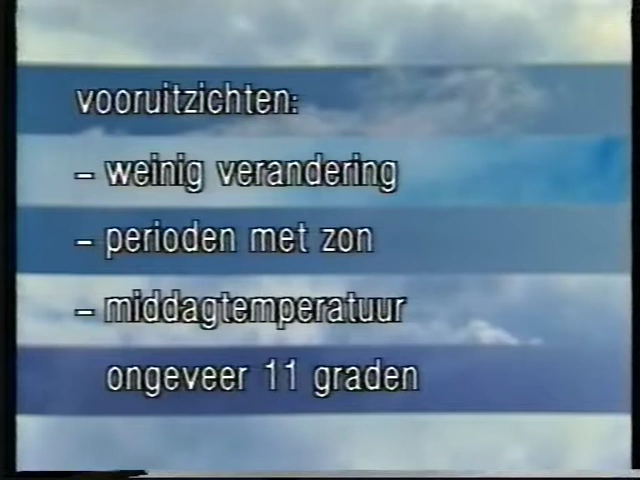 vooruitzichten:
– weinig verandering
– perioden met zon
– middagtemperatuur
ongeveer 11 graden